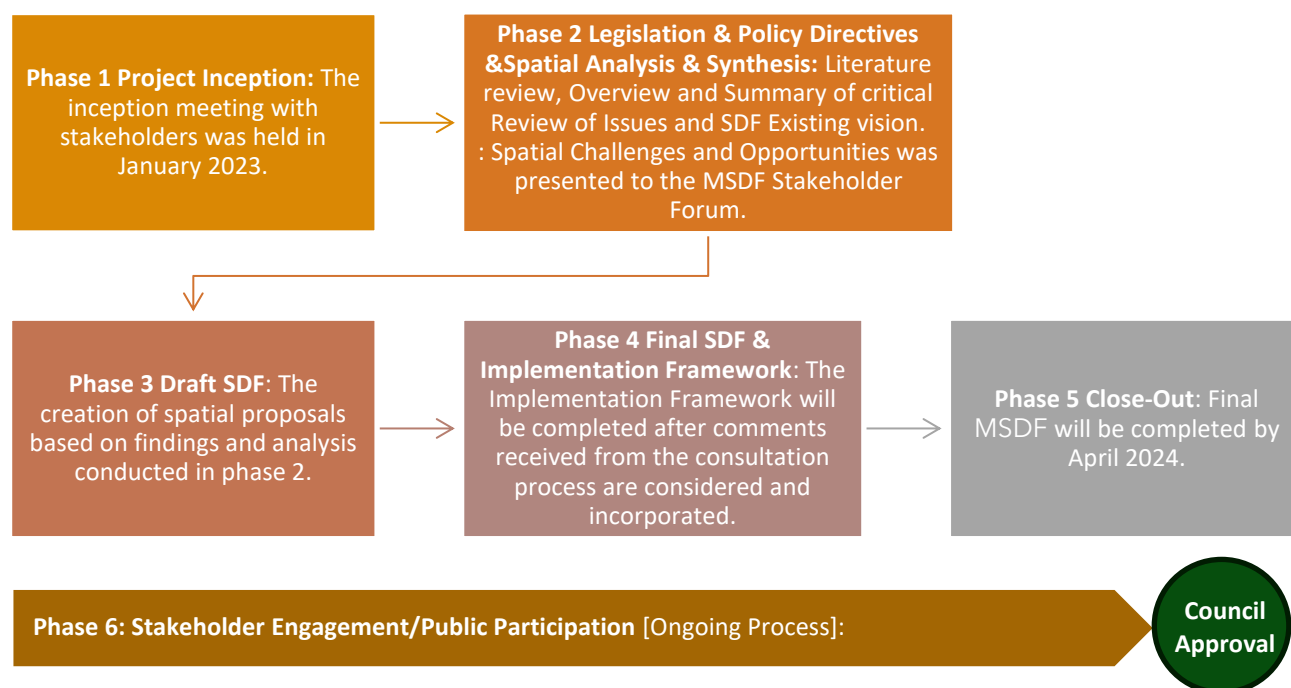 Phase 1 Project Inception: The
inception meeting with
stakeholders was held in
January 2023.
Phase 2 Legislation & Policy Directives
&Spatial Analysis & Synthesis: Literature
review, Overview and Summary of critical
Review of Issues and SDF Existing vision.
: Spatial Challenges and Opportunities was
presented to the MSDF Stakeholder
Forum.
Phase 3 Draft SDF: The
creation of spatial proposals
based on findings and analysis
conducted in phase 2.
Phase 4 Final SDF &
Implementation Framework: The
Implementation Framework will
be completed after comments
received from the consultation
process are considered and
incorporated.
Phase 5 Close-Out: Final
MSDF will be completed by
April 2024.
Phase 6: Stakeholder Engagement/Public Participation [Ongoing Process]:
Council
Approval